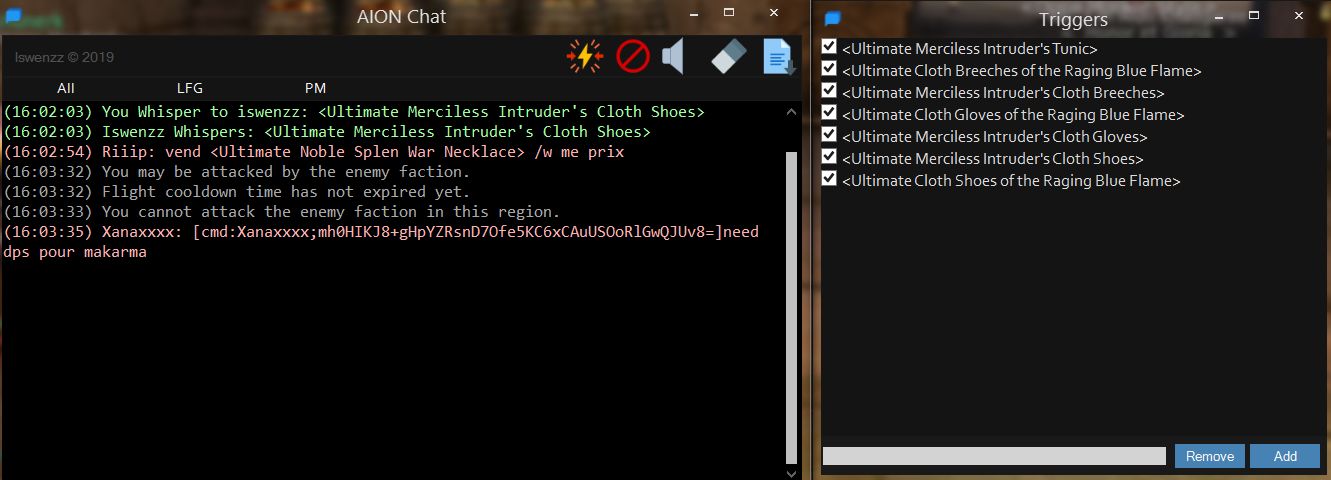 AION Chat
Iswenzz © 2019
All LFG PM
(16:02:03) You Whisper to iswenzz: <Ultimate Merciless Intruder's Cloth Shoes>
(16:02:03) Iswenzz Whispers: <Ultimate Merciless Intruder's Cloth Shoes>
(16:02:54) Riiip: vend <Ultimate Noble Splen War Necklace> /w me prix
(16:03:32) You may be attacked by the enemy faction.
(16:03:32) Flight cooldown time has not expired yet.
(16:03:33) You cannot attack the enemy faction in this region.
(16:03:35) Xanaxxxx: [cmd:Xanaxxxx;mh0HIKJ8+gHpYZRsnD7Ofe5KC6xCAuUSOoRlGwQJUv8=]need
dps pour makarma
Triggers
<Ultimate Merciless Intruder's Tunic>
<Ultimate Cloth Breeches of the Raging Blue Flame>
<Ultimate Merciless Intruder's Cloth Breeches>
<Ultimate Cloth Gloves of the Raging Blue Flame>
<Ultimate Merciless Intruder's Cloth Gloves>
<Ultimate Merciless Intruder's Cloth Shoes>
<Ultimate Cloth Shoes of the Raging Blue Flame>
Remove Add